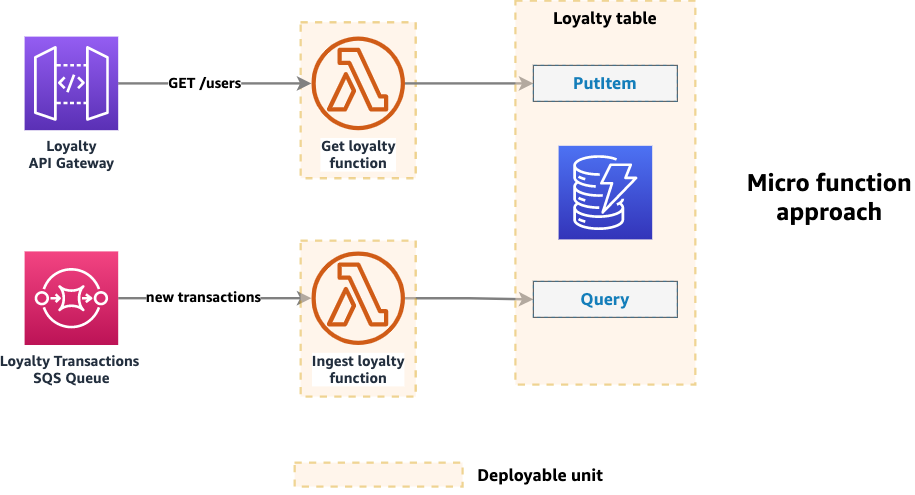 Loyalty table
GET /users
PutItem
</>
Loyalty
API Gateway
Get loyalty
function
Micro function
approach
new transactions
Query
Loyalty Transactions
SQS Queue
Ingest loyalty
function
Deployable unit